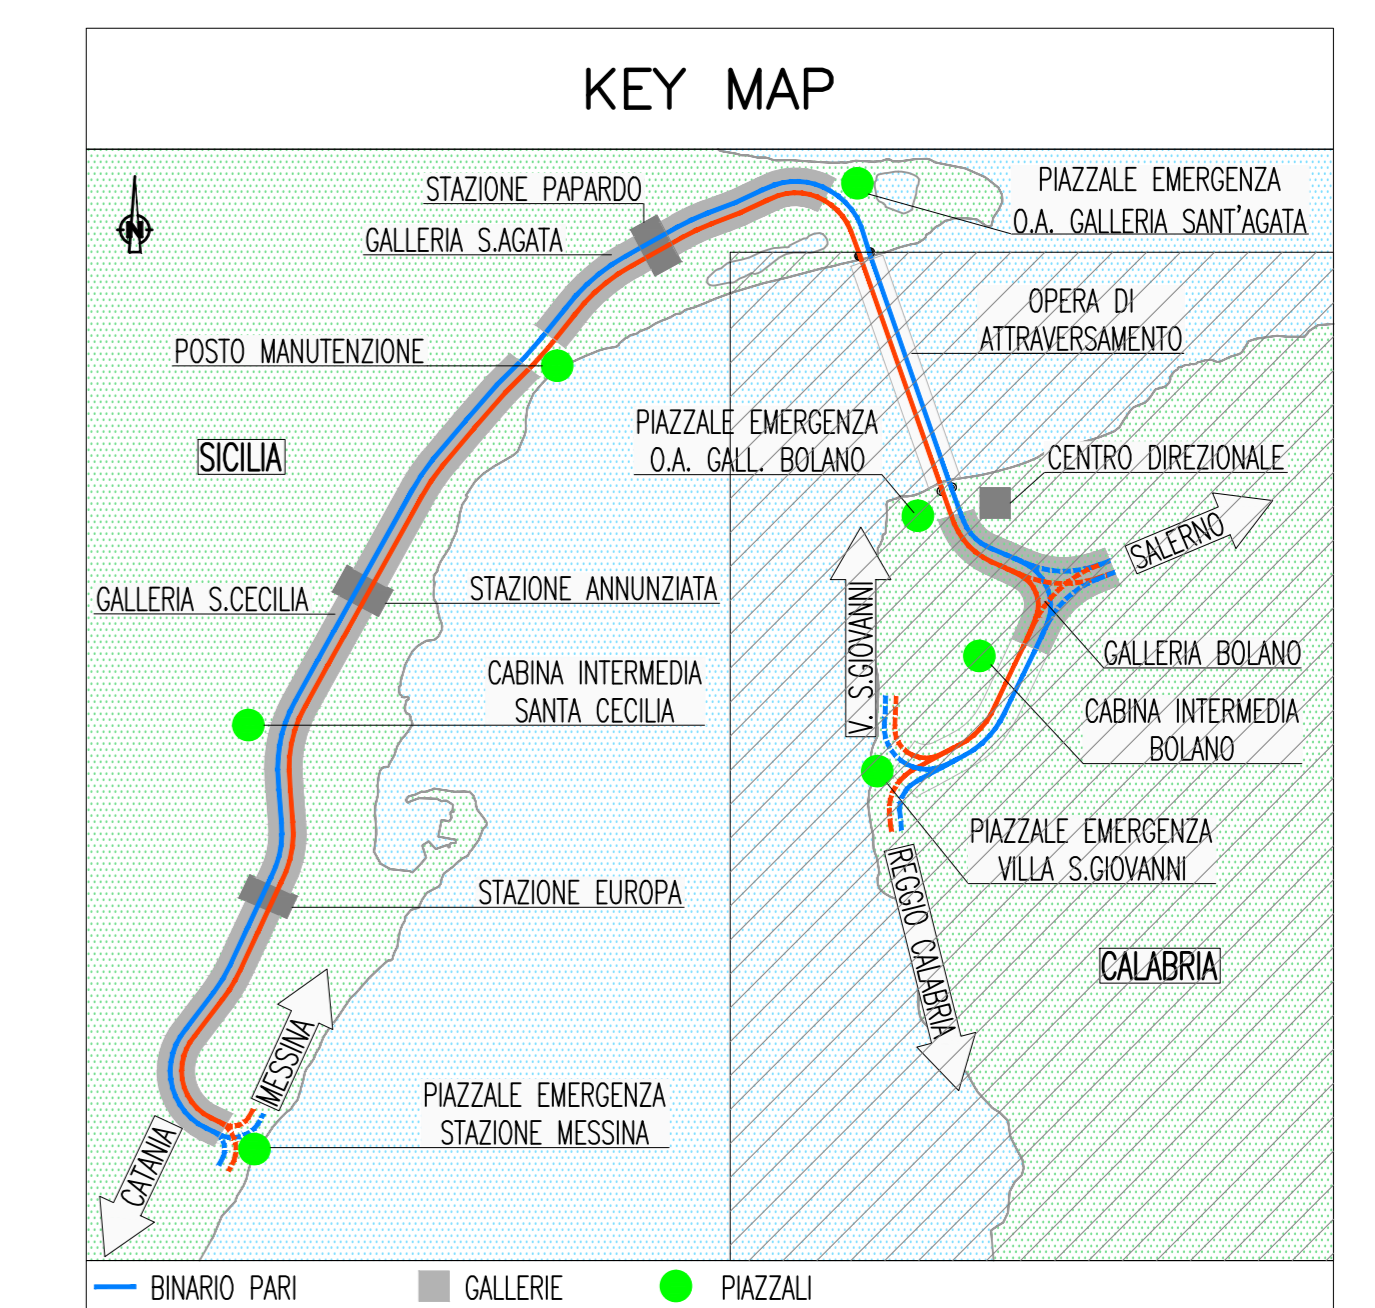 KEY MAP
STAZIONE PAPARDO
GALLERIA S.AGATA
PIAZZALE EMERGENZA
O.A. GALLERIA SANT'AGATA
N
OPERA DI
ATTRAVERSAMENTO
POSTO MANUTENZIONE
PIAZZALE EMERGENZA
O.A. GALL. BOLANO
SICILIA
CENTRO DIREZIONALE
SALERNO
GALLERIA S.CECILIA
STAZIONE ANNUNZIATA
V. S.GIOVANNI
GALLERIA BOLANO
CABINA INTERMEDIA
SANTA CECILIA
CABINA INTERMEDIA
BOLANO
PIAZZALE EMERGENZA
VILLA S.GIOVANNI
STAZIONE EUROPA
REGGIO CALABRIA
CALABRIA
MESSINA
PIAZZALE EMERGENZA
STAZIONE MESSINA
CATANIA
BINARIO PARI
GALLERIE
PIAZZALI